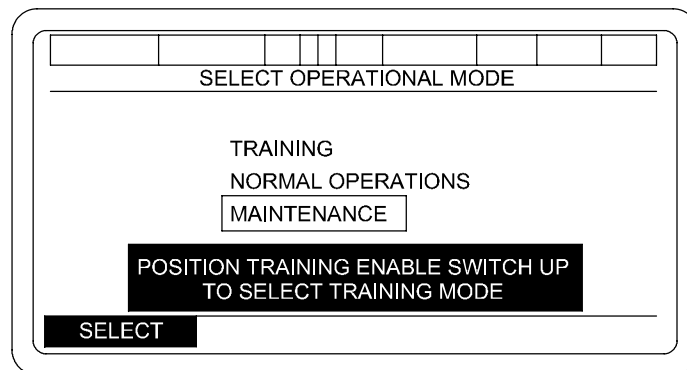 SELECT OPERATIONAL MODE
TRAINING
NORMAL OPERATIONS
MAINTENANCE
POSITION TRAINING ENABLE SWITCH UP
TO SELECT TRAINING MODE
SELECT